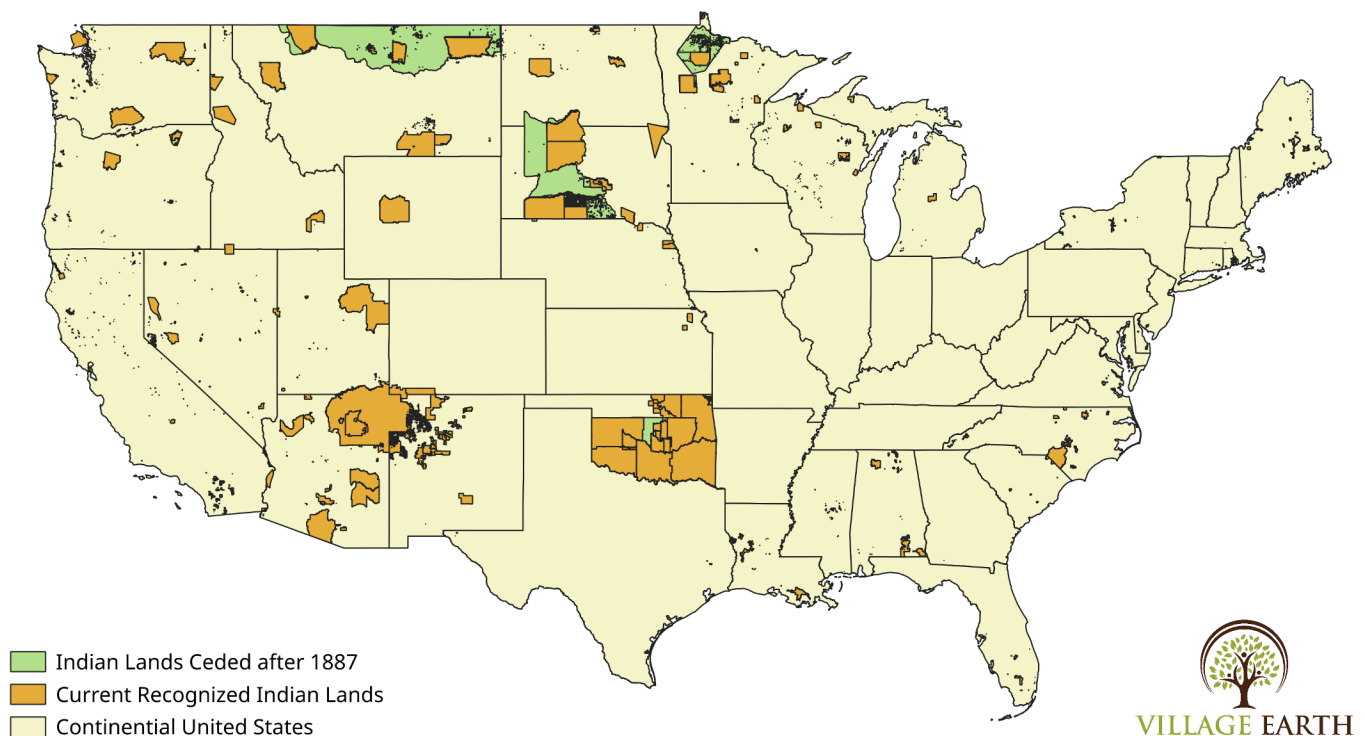 Indian Lands Ceded after 1887
Current Recognized Indian Lands
Continential United States
VILLAGE EARTH